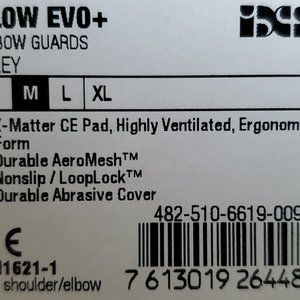 LOW EVO+
BOW GUARDS
EY
M L XL
-Matter CE Pad, Highly Ventilated, Ergonom
Form
Durable AeroMesh™
Nonslip / LoopLock™
Durable Abrasive Cover
482-510-6619-009
CE
1621-1
shoulder/elbow
7 613019 26448